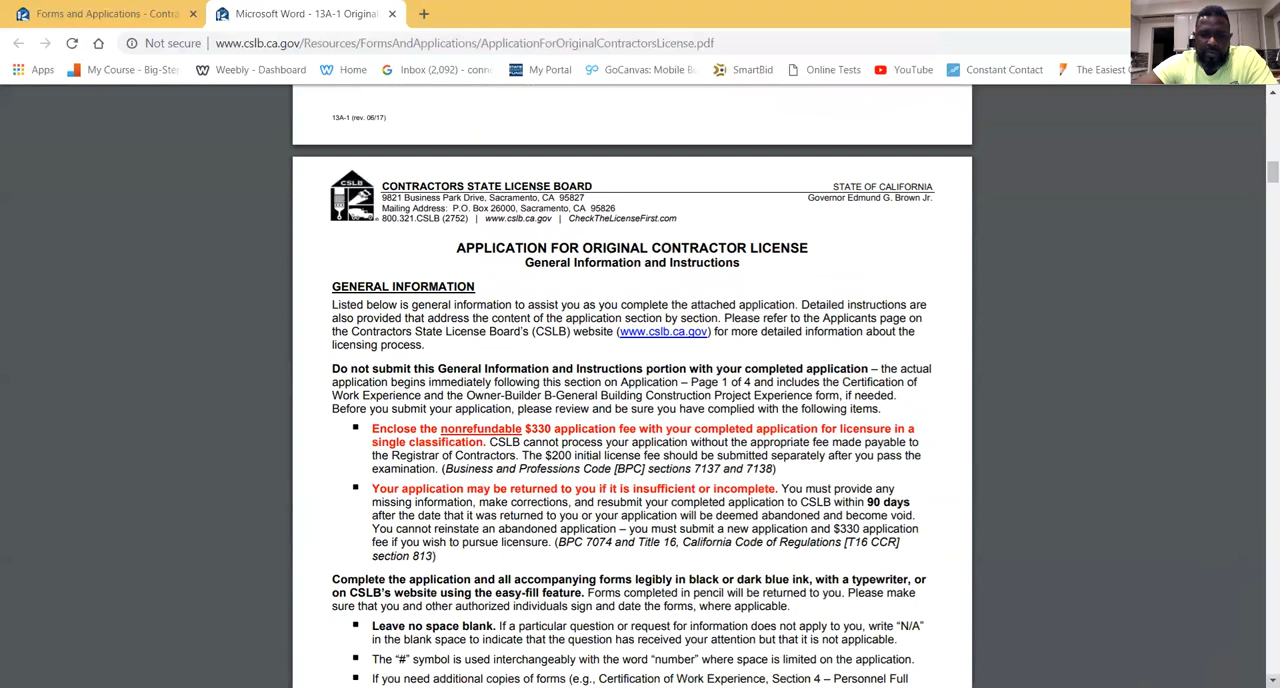 Forms and Applications - Contra
Microsoft Word - 13A-1 Original
Not secure | www.cslb.ca.gov/Resources/FormsAndApplications/ApplicationForOriginalContractorsLicense.pdf
Apps My Course - Big-Ste Weebly - Dashboard Home Inbox (2,092) - conn My Portal GoCanvas: Mobile B SmartBid Online Tests YouTube Constant Contact The Easiest
13A-1 (rev. 06/17)
CSLB
CONTRACTORS STATE LICENSE BOARD
STATE OF CALIFORNIA
9821 Business Park Drive, Sacramento, CA 95827
Governor Edmund G. Brown Jr.
Mailing Address: P.O. Box 26000, Sacramento, CA 95826
800.321.CSLB (2752) | www.cslb.ca.gov | CheckTheLicenseFirst.com
APPLICATION FOR ORIGINAL CONTRACTOR LICENSE
General Information and Instructions
GENERAL INFORMATION
Listed below is general information to assist you as you complete the attached application. Detailed instructions are
also provided that address the content of the application section by section. Please refer to the Applicants page on
the Contractors State License Board's (CSLB) website (www.cslb.ca.gov) for more detailed information about the
licensing process.
Do not submit this General Information and Instructions portion with your completed application – the actual
application begins immediately following this section on Application – Page 1 of 4 and includes the Certification of
Work Experience and the Owner-Builder B-General Building Construction Project Experience form, if needed.
Before you submit your application, please review and be sure you have complied with the following items.
▪ Enclose the nonrefundable $330 application fee with your completed application for licensure in a
single classification. CSLB cannot process your application without the appropriate fee made payable to
the Registrar of Contractors. The $200 initial license fee should be submitted separately after you pass the
examination. (Business and Professions Code [BPC] sections 7137 and 7138)
▪ Your application may be returned to you if it is insufficient or incomplete. You must provide any
missing information, make corrections, and resubmit your completed application to CSLB within 90 days
after the date that it was returned to you or your application will be deemed abandoned and become void.
You cannot reinstate an abandoned application – you must submit a new application and $330 application
fee if you wish to pursue licensure. (BPC 7074 and Title 16, California Code of Regulations [T16 CCR]
section 813)
Complete the application and all accompanying forms legibly in black or dark blue ink, with a typewriter, or
on CSLB's website using the easy-fill feature. Forms completed in pencil will be returned to you. Please make
sure that you and other authorized individuals sign and date the forms, where applicable.
▪ Leave no space blank. If a particular question or request for information does not apply to you, write “N/A”
in the blank space to indicate that the question has received your attention but that it is not applicable.
▪ The “#” symbol is used interchangeably with the word “number” where space is limited on the application.
▪ If you need additional copies of forms (e.g., Certification of Work Experience, Section 4 – Personnel Full